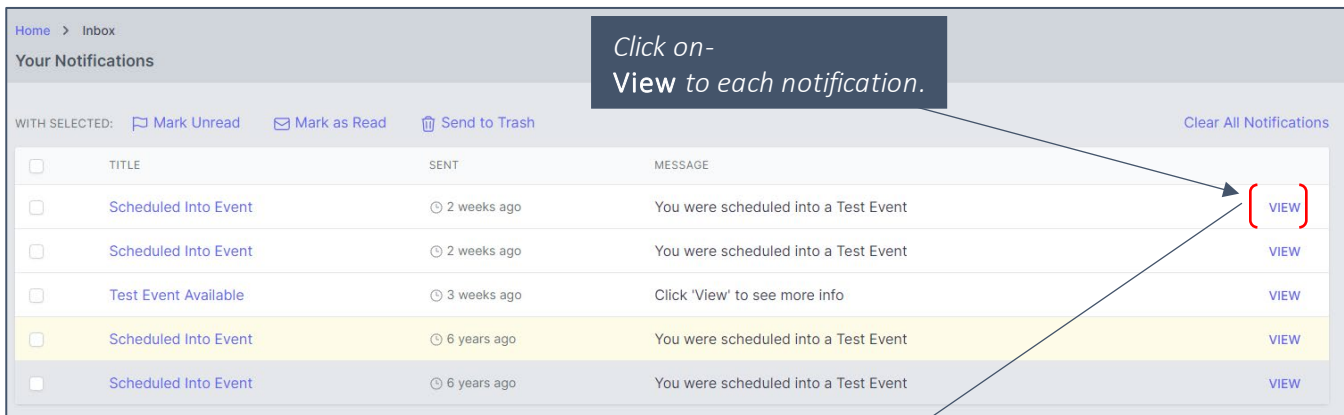 Home > Inbox
Your Notifications
Click on-
View to each notification.
WITH SELECTED: Mark Unread Mark as Read Send to Trash Clear All Notifications
TITLE SENT MESSAGE
Scheduled Into Event 2 weeks ago You were scheduled into a Test Event VIEW
Scheduled Into Event 2 weeks ago You were scheduled into a Test Event VIEW
Test Event Available 3 weeks ago Click 'View' to see more info VIEW
Scheduled Into Event 6 years ago You were scheduled into a Test Event VIEW
Scheduled Into Event 6 years ago You were scheduled into a Test Event VIEW